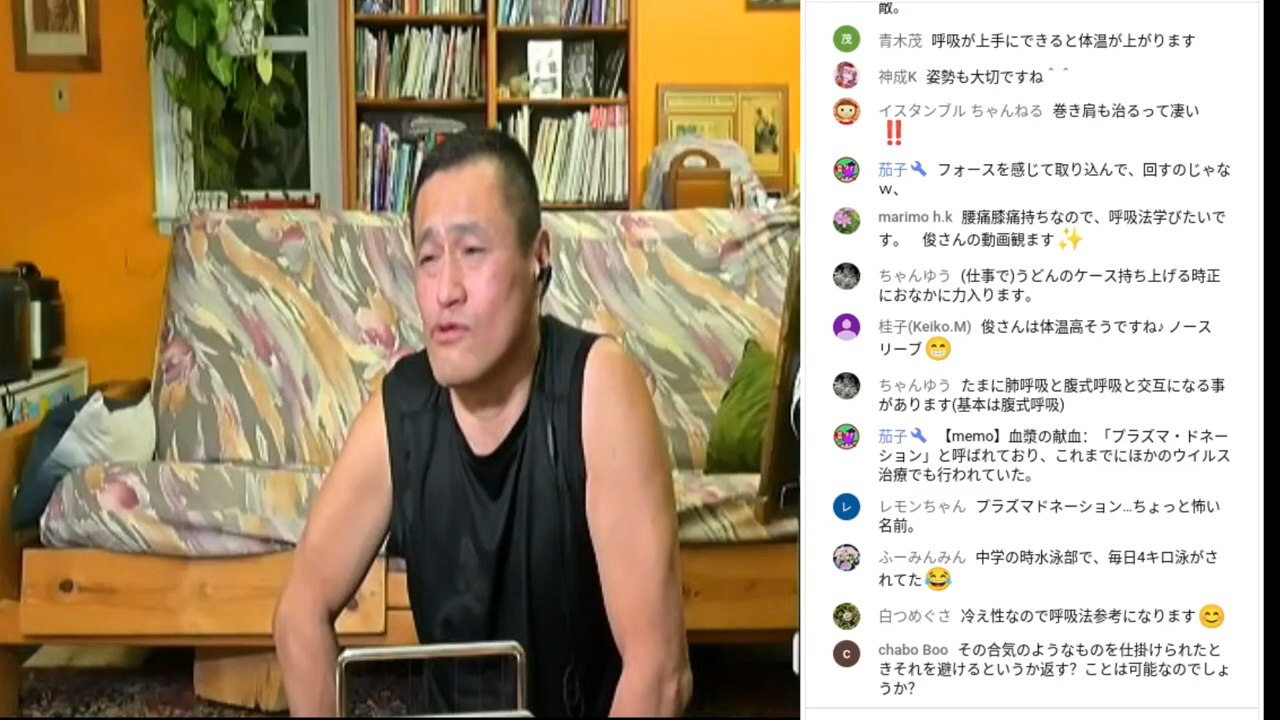 敵。
茂 青木茂 呼吸が上手にできると体温が上がります
神成K 姿勢も大切ですね＾＾
イスタンブル ちゃんねる 巻き肩も治るって凄い
‼
茄子🔧 フォースを感じて取り込んで、回すのじゃな
w、
marimo h.k 腰痛膝痛持ちなので、呼吸法学びたいで
す。　俊さんの動画観ます✨
ちゃんゆう (仕事で)うどんのケース持ち上げる時正
におなかに力入ります。
桂子(Keiko.M) 俊さんは体温高そうですね♪ ノース
リーブ😁
ちゃんゆう たまに肺呼吸と腹式呼吸と交互になる事
があります(基本は腹式呼吸)
茄子🔧 【memo】血漿の献血：「プラズマ・ドネー
ション」と呼ばれており、これまでにほかのウイルス
治療でも行われていた。
レ レモンちゃん プラズマドネーション...ちょっと怖い
名前。
ふーみんみん 中学の時水泳部で、毎日4キロ泳がさ
れてた😂
白つめぐさ 冷え性なので呼吸法参考になります😊
C chabo Boo その合気のようなものを仕掛けられたと
きそれを避けるというか返す？ことは可能なのでしょ
うか？